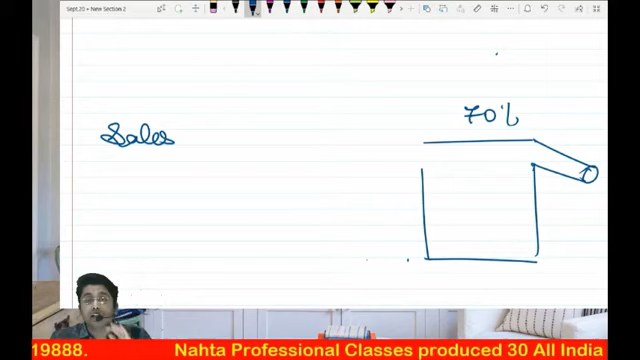 Sept.20 • New Section 2
70%
Sales
19888. Nahta Professional Classes produced 30 All India